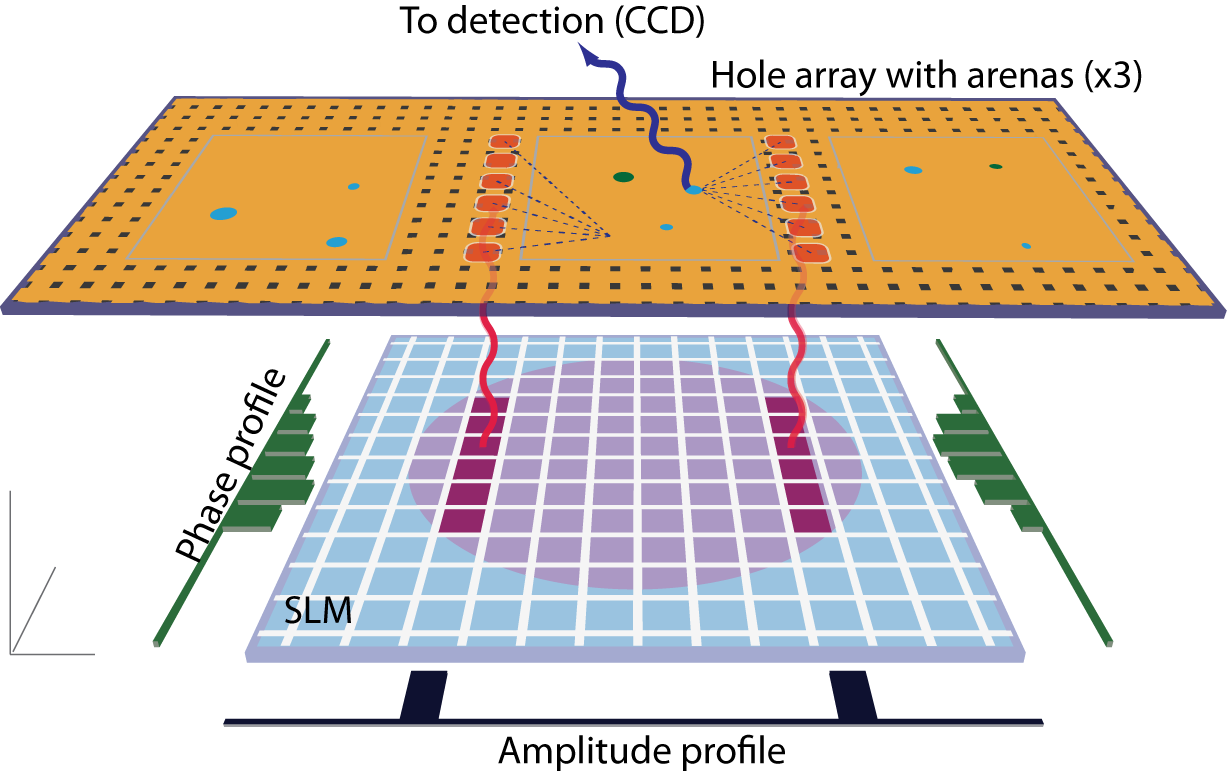 To detection (CCD)
Hole array with arenas (x3)
Phase profile
SLM
Amplitude profile